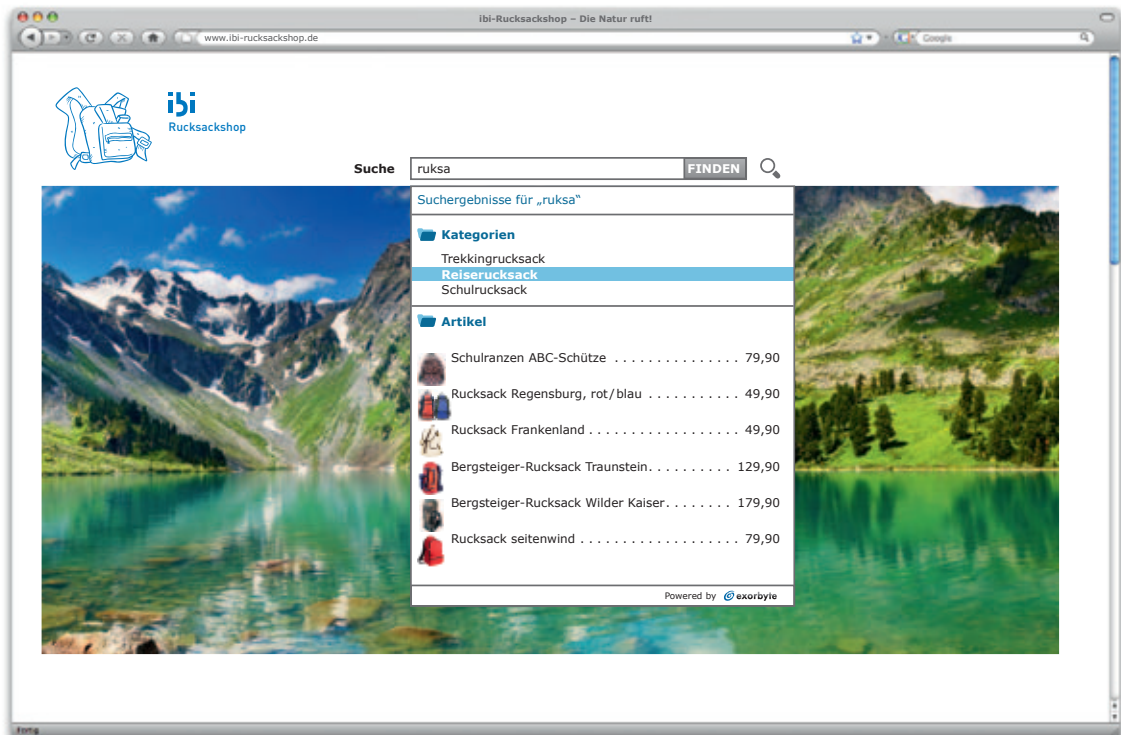 ibi-Rucksackshop – Die Natur ruft!
www.ibi-rucksackshop.de
Google
ibi
Rucksackshop
Suche
ruksa
FINDEN
Suchergebnisse für „ruksa“
Kategorien
Trekkingrucksack
Reiserucksack
Schulrucksack
Artikel
Schulranzen ABC-Schütze . . . . . . . . . . . . . . . 79,90
Rucksack Regensburg, rot/blau . . . . . . . . . . . 49,90
Rucksack Frankenland . . . . . . . . . . . . . . . . . . 49,90
Bergsteiger-Rucksack Traunstein. . . . . . . . . . 129,90
Bergsteiger-Rucksack Wilder Kaiser. . . . . . . . 179,90
Rucksack seitenwind . . . . . . . . . . . . . . . . . . . 79,90
Powered by exorbyte
Fertig